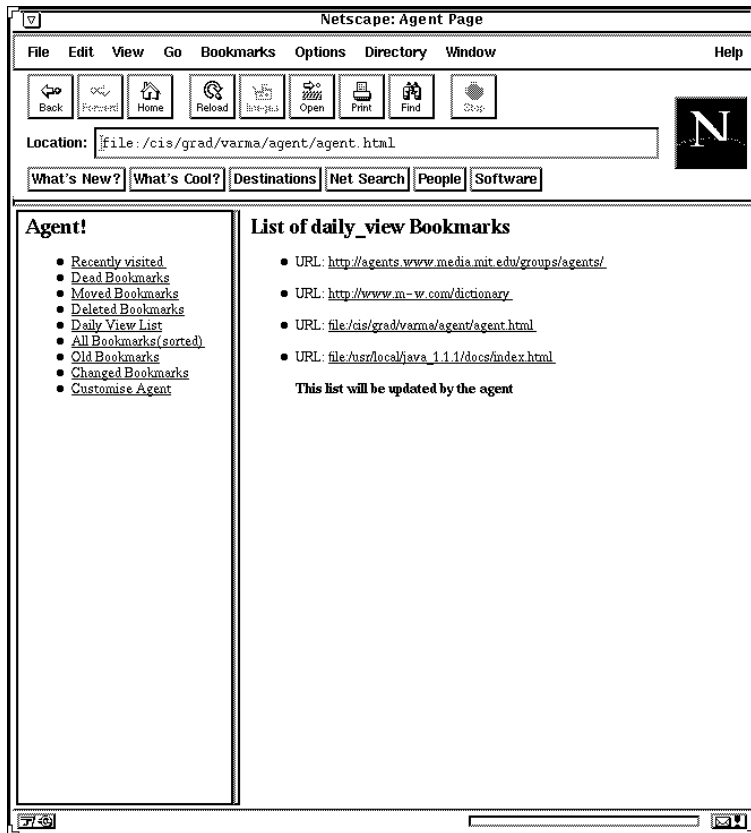 Netscape: Agent Page
File Edit View Go Bookmarks Options Directory Window Help
Back Forward Home Reload Images Open Print Find Stop
Location: file:/cis/grad/varma/agent/agent.html
N
What's New? What's Cool? Destinations Net Search People Software
Agent!
Recently visited
Dead Bookmarks
Moved Bookmarks
Deleted Bookmarks
Daily View List
All Bookmarks(sorted)
Old Bookmarks
Changed Bookmarks
Customise Agent
List of daily_view Bookmarks
URL: http://agents.www.media.mit.edu/groups/agents/
URL: http://www.m-w.com/dictionary
URL: file:/cis/grad/varma/agent/agent.html
URL: file:/usr/local/java_1.1.1/docs/index.html
This list will be updated by the agent